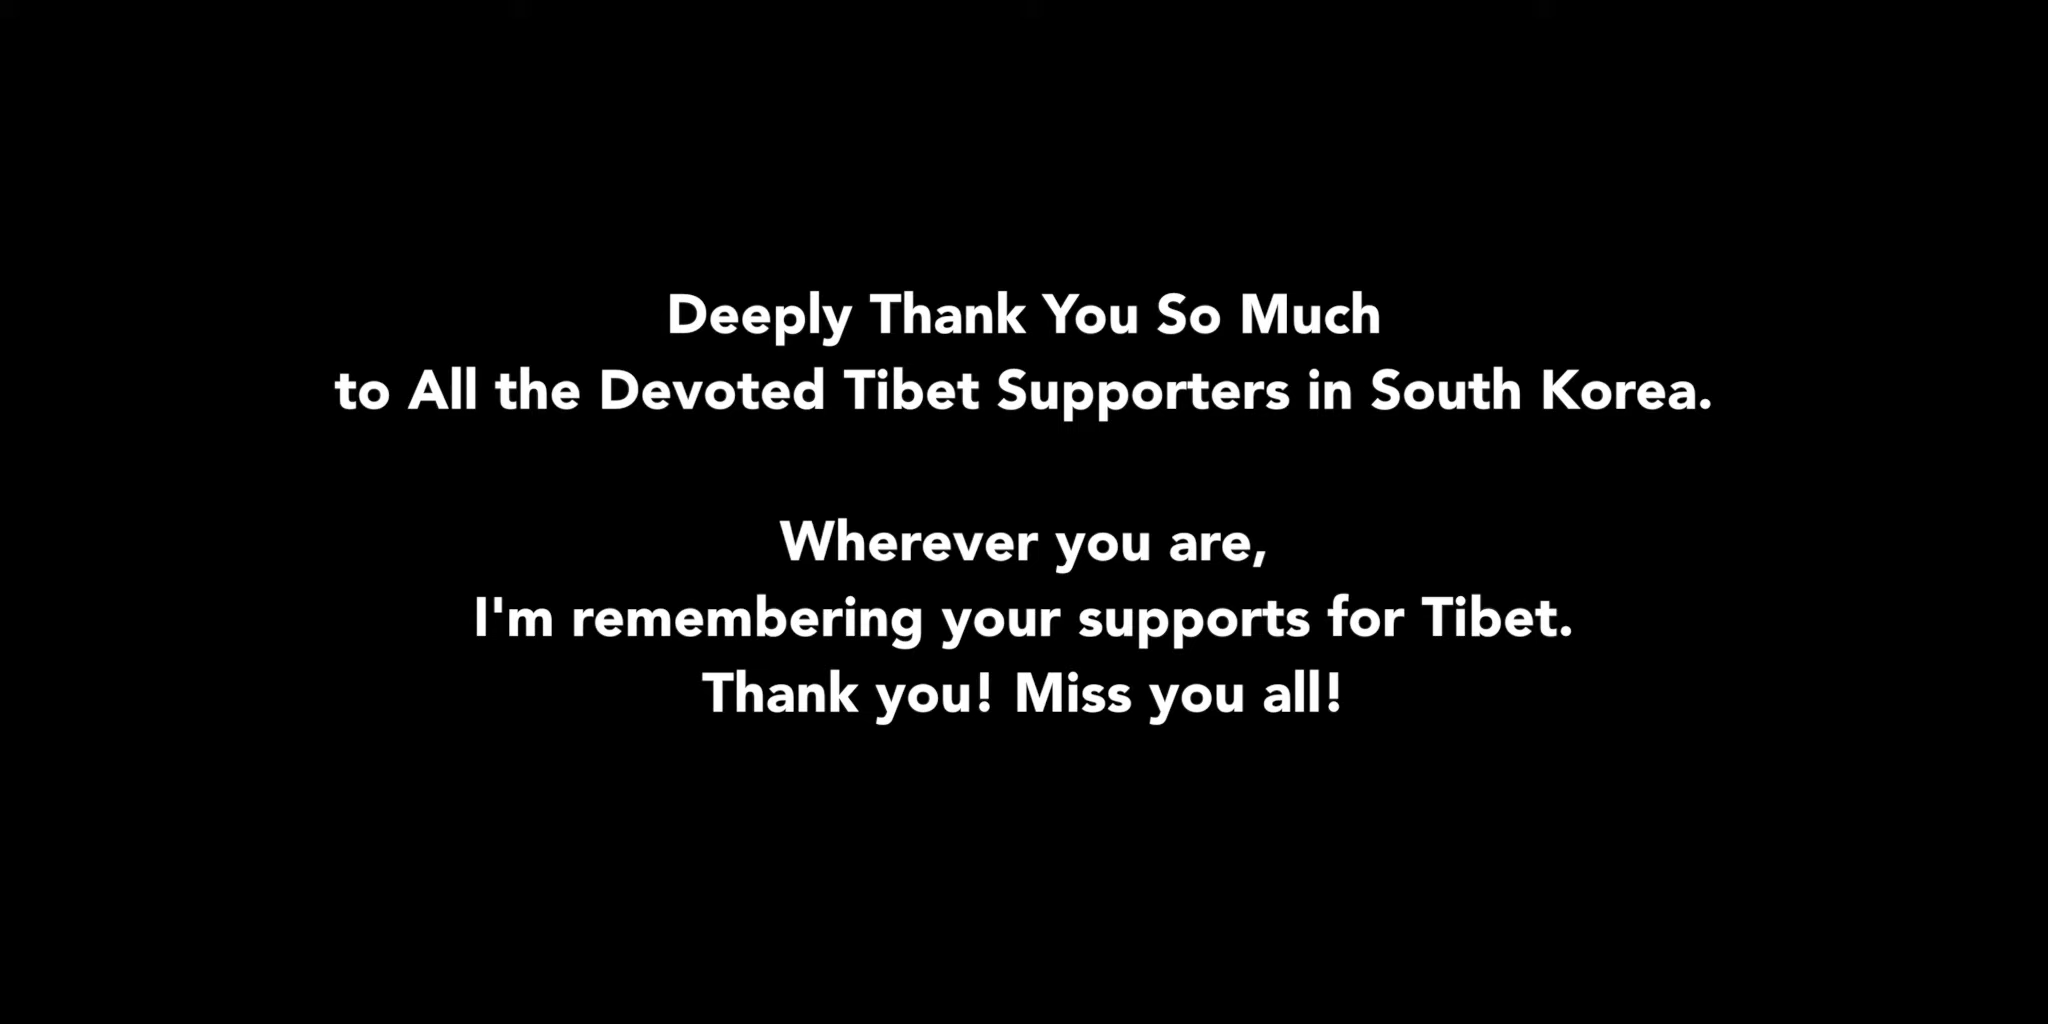 Deeply Thank You So Much
to All the Devoted Tibet Supporters in South Korea.
Wherever you are,
I'm remembering your supports for Tibet.
Thank you! Miss you all!